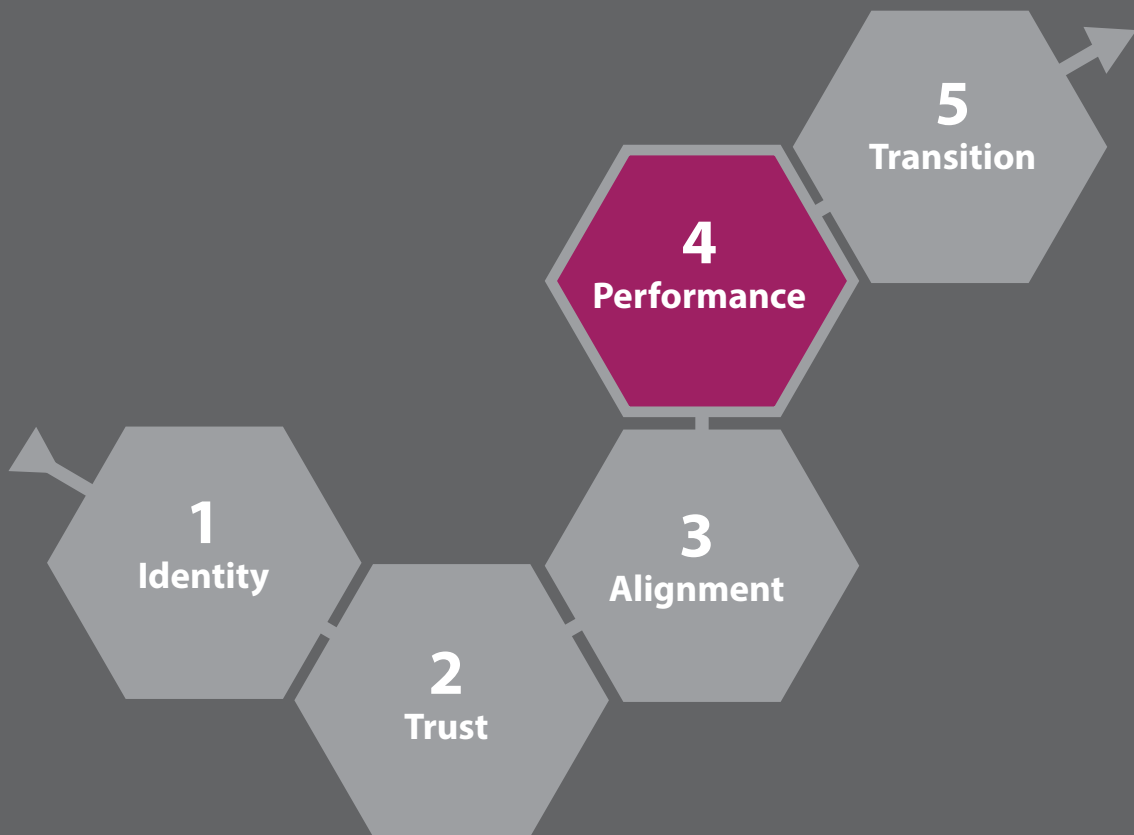 1
Identity
2
Trust
3
Alignment
4
Performance
5
Transition